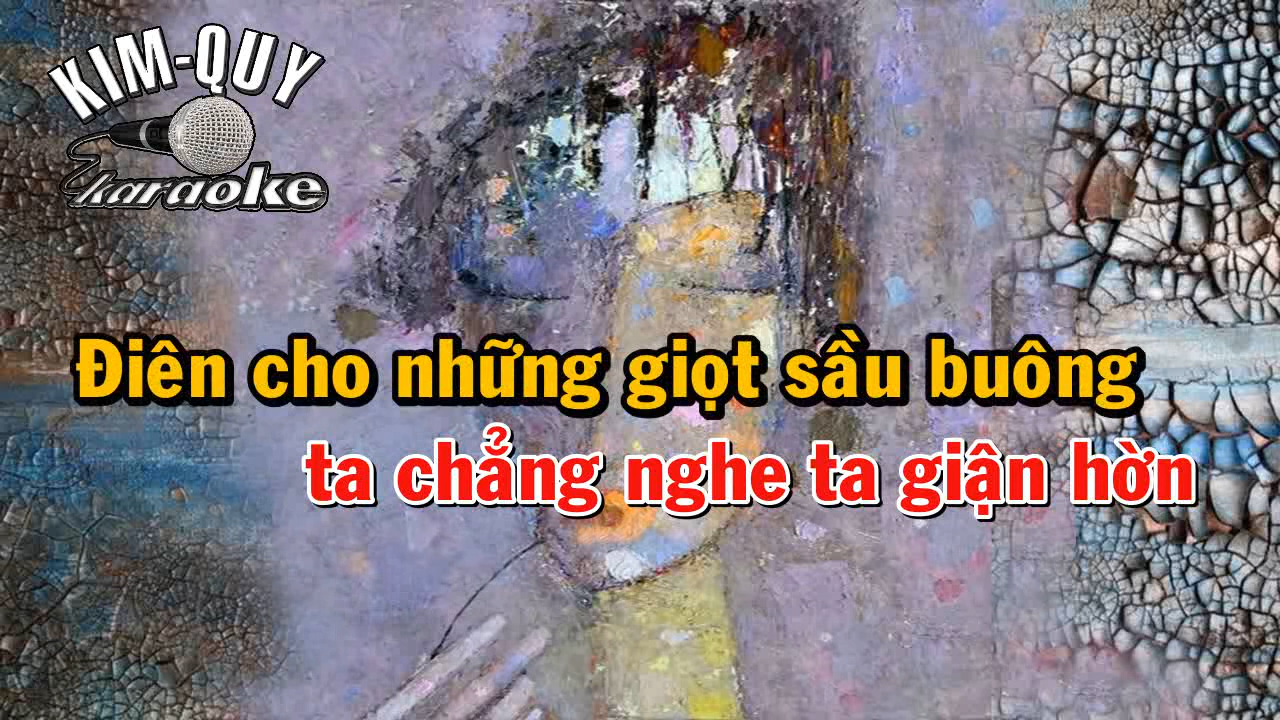 KIM-QUY
karaoke
Điên cho những giọt sầu buông
ta chẳng nghe ta giận hờn